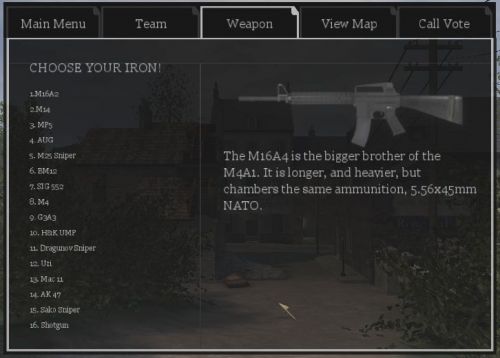 Main Menu
Team
Weapon
View Map
Call Vote
CHOOSE YOUR IRON!
1.M16A2
2.M14
3. MP5
4. AUG
5. M25 Sniper
6. BM12
7. SIG 552
8. M4
9. G3A3
10. H&K UMP
11. Dragunov Sniper
12. Uzi
13. Mac 11
14. AK 47
15. Sako Sniper
16. Shotgun
The M16A4 is the bigger brother of the
M4A1. It is longer, and heavier, but
chambers the same ammunition, 5.56x45mm
NATO.